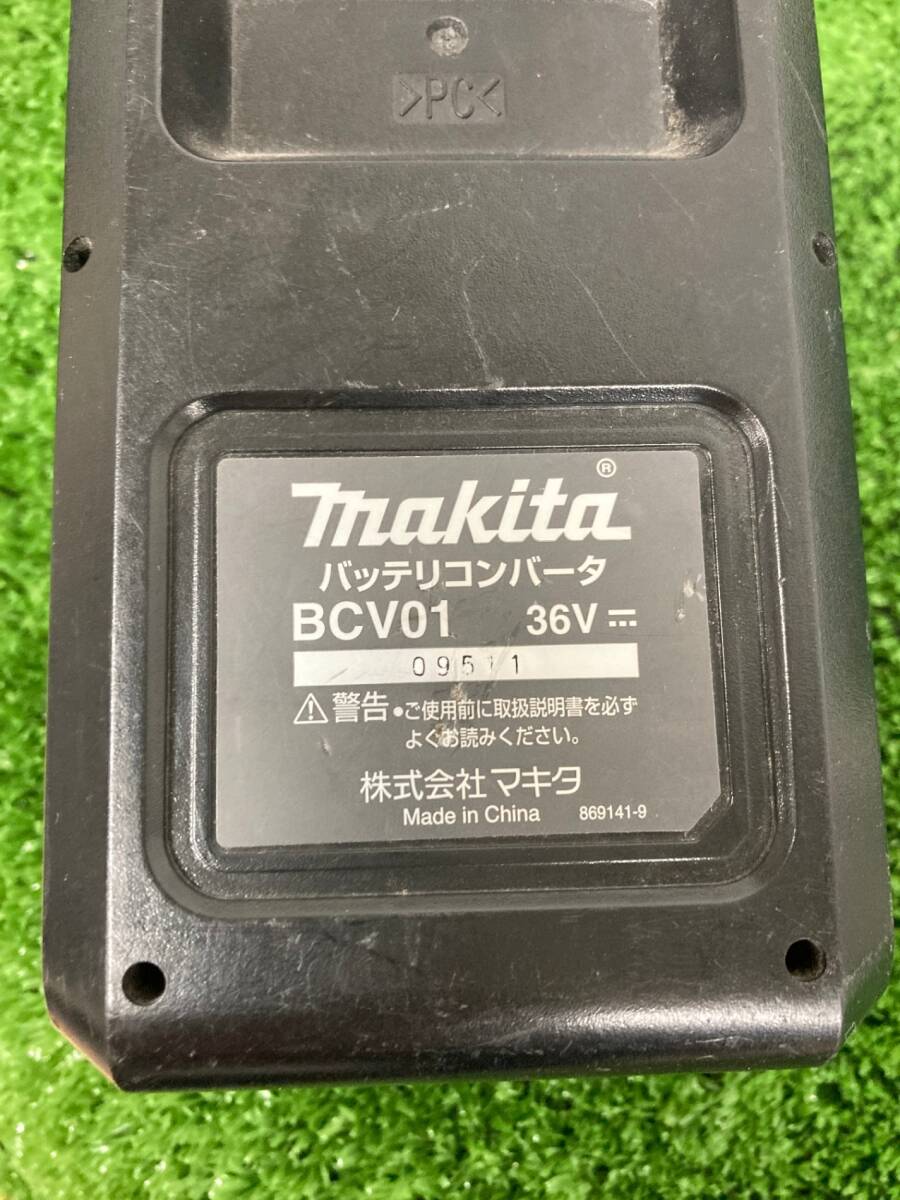 >PC<
makita®
バッテリコンバータ
BCV01 36V
09511
警告 ●ご使用前に取扱説明書を必ず
よくお読みください。
株式会社マキタ
Made in China 869141-9